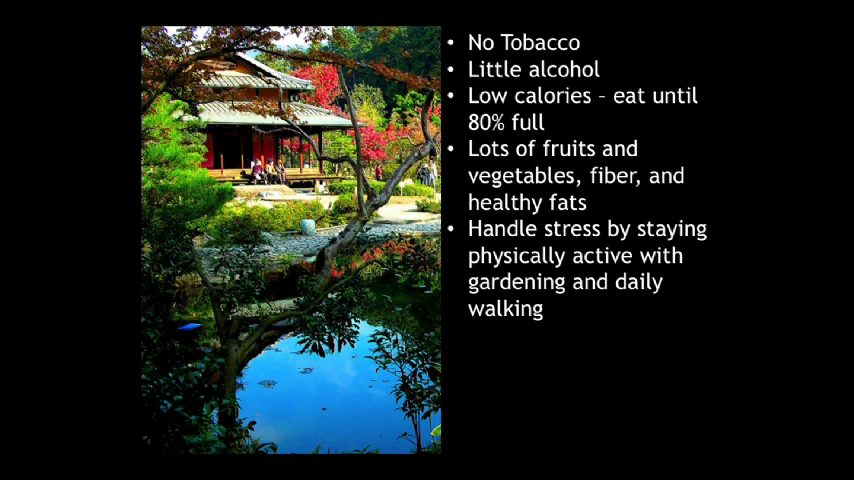 • No Tobacco
• Little alcohol
• Low calories – eat until
80% full
• Lots of fruits and
vegetables, fiber, and
healthy fats
• Handle stress by staying
physically active with
gardening and daily
walking